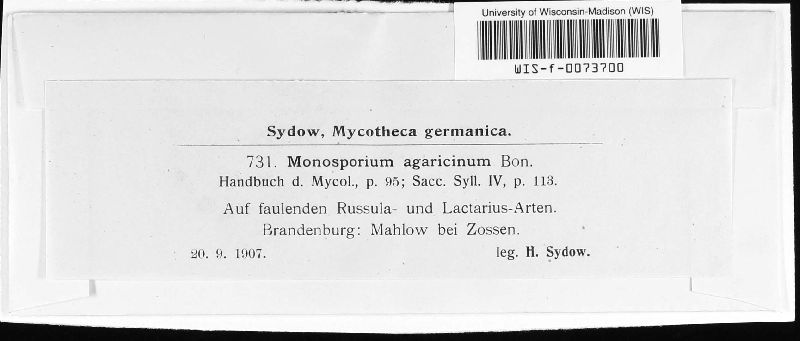 University of Wisconsin-Madison (WIS)
WIS-f-0073700
Sydow, Mycotheca germanica.
731. Monosporium agaricinum Bon.
Handbuch d. Mycol., p. 95; Sacc. Syll. IV, p. 113.
Auf faulenden Russula- und Lactarius-Arten.
Brandenburg: Mahlow bei Zossen.
20. 9. 1907. leg. H. Sydow.